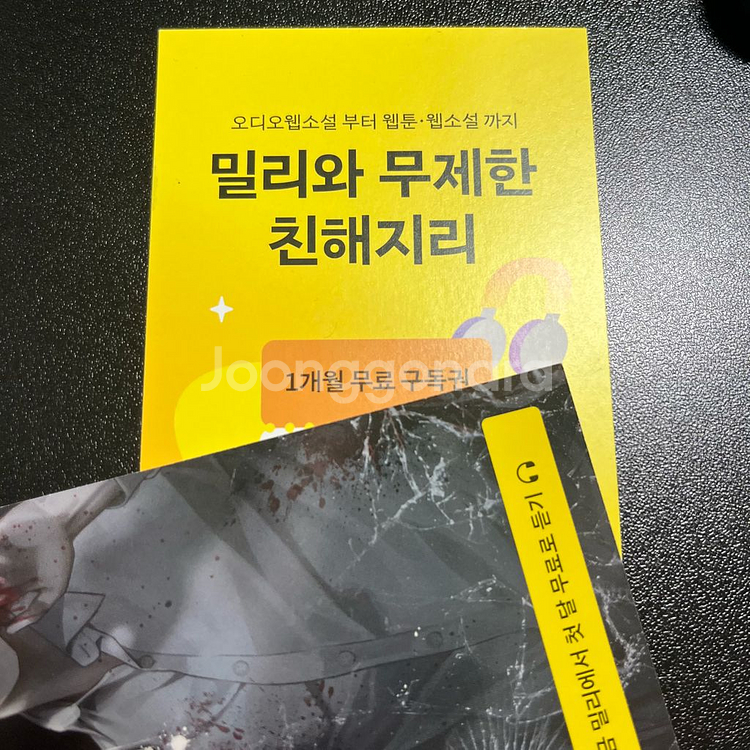 오디오웹소설 부터 웹툰·웹소설 까지
밀리와 무제한
친해지리
1개월 무료 구독권
Joonggonara
밀리에서 첫 달 무료로 듣기